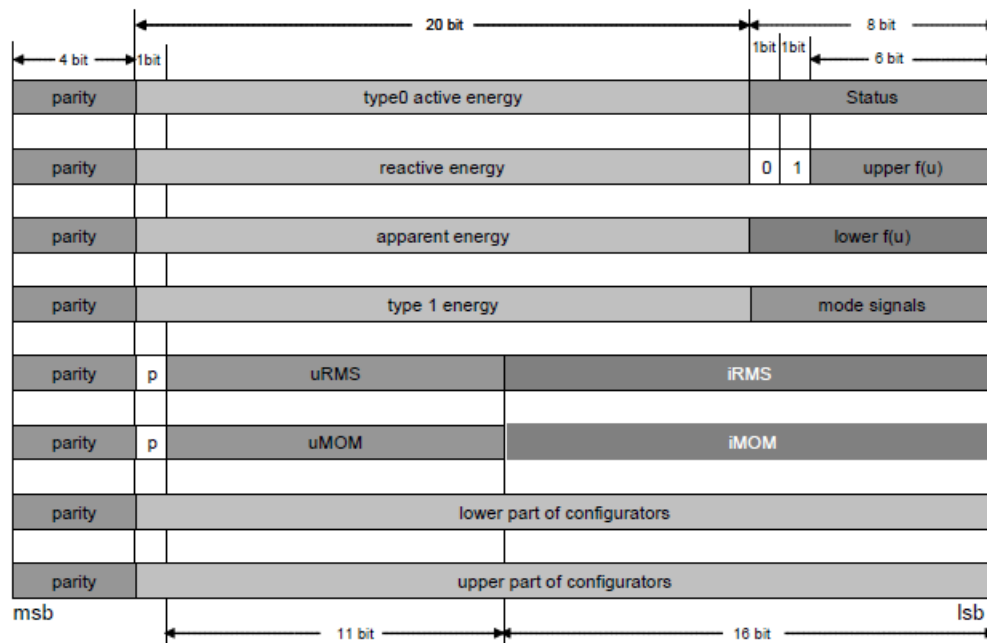 20 bit 8 bit
4 bit 1bit 1bit 1bit 6 bit
parity type0 active energy Status
parity reactive energy 0 1 upper f(u)
parity apparent energy lower f(u)
parity type 1 energy mode signals
parity p uRMS iRMS
parity p uMOM iMOM
parity lower part of configurators
parity upper part of configurators
msb lsb
11 bit 16 bit